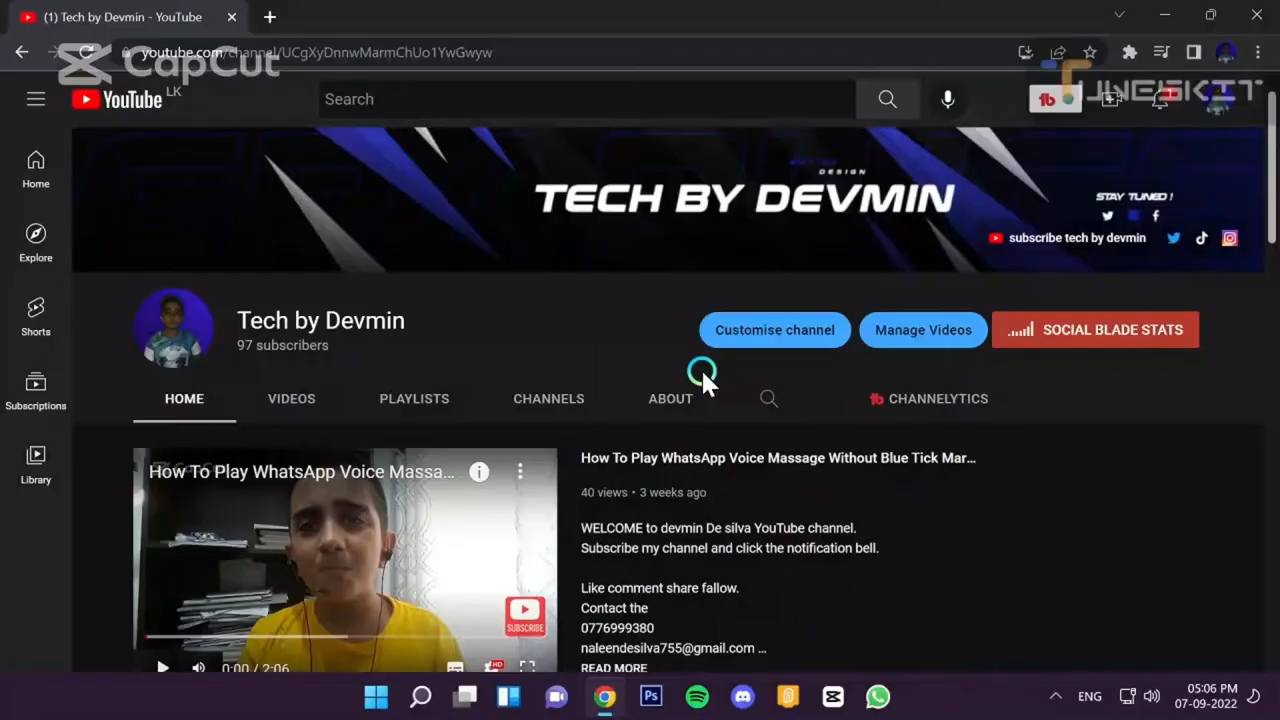 (1) Tech by Devmin - YouTube
youtube.com/channel/UCgXyDnnwMarmChUo1YwGwyw
CapCut
TUNESKIT
YouTube LK
Search
Home
Explore
Shorts
Subscriptions
Library
DESIGN
TECH BY DEVMIN
STAY TUNED !
subscribe tech by devmin
Tech by Devmin
97 subscribers
Customise channel
Manage Videos
SOCIAL BLADE STATS
HOME
VIDEOS
PLAYLISTS
CHANNELS
ABOUT
CHANNELYTICS
How To Play WhatsApp Voice Massa...
SUBSCRIBE
0:00 / 2:06
HD
How To Play WhatsApp Voice Massage Without Blue Tick Mar...
40 views • 3 weeks ago
WELCOME to devmin De silva YouTube channel.
Subscribe my channel and click the notification bell.
Like comment share fallow.
Contact the
0776999380
naleendesilva755@gmail.com ...
READ MORE
Ps
ENG
05:06 PM
07-09-2022